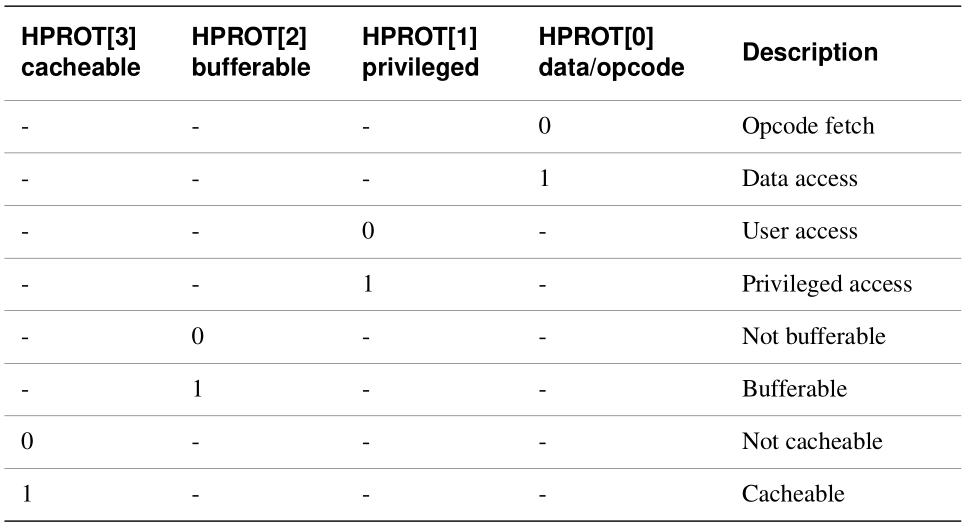 HPROT[3] cacheable HPROT[2] bufferable HPROT[1] privileged HPROT[0] data/opcode Description
- - - 0 Opcode fetch
- - - 1 Data access
- - 0 - User access
- - 1 - Privileged access
- 0 - - Not bufferable
- 1 - - Bufferable
0 - - - Not cacheable
1 - - - Cacheable